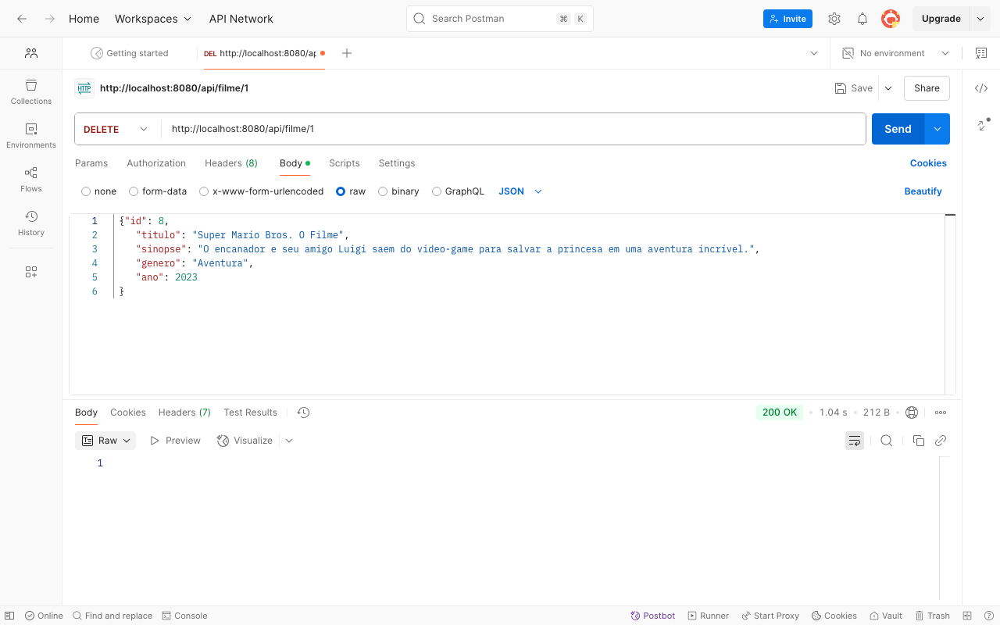 Home Workspaces API Network Search Postman ⌘ K Invite Upgrade
Getting started DEL http://localhost:8080/ap No environment
HTTP http://localhost:8080/api/filme/1 Save Share
Collections
DELETE http://localhost:8080/api/filme/1 Send
Environments
Params Authorization Headers (8) Body Scripts Settings Cookies
Flows
none form-data x-www-form-urlencoded raw binary GraphQL JSON Beautify
History
1 {"id": 8,
2 "titulo": "Super Mario Bros. O Filme",
3 "sinopse": "O encanador e seu amigo Luigi saem do video-game para salvar a princesa em uma aventura incrível.",
4 "genero": "Aventura",
5 "ano": 2023
6 }
Body Cookies Headers (7) Test Results 200 OK 1.04 s 212 B
Raw Preview Visualize
1
Online Find and replace Console Postbot Runner Start Proxy Cookies Vault Trash